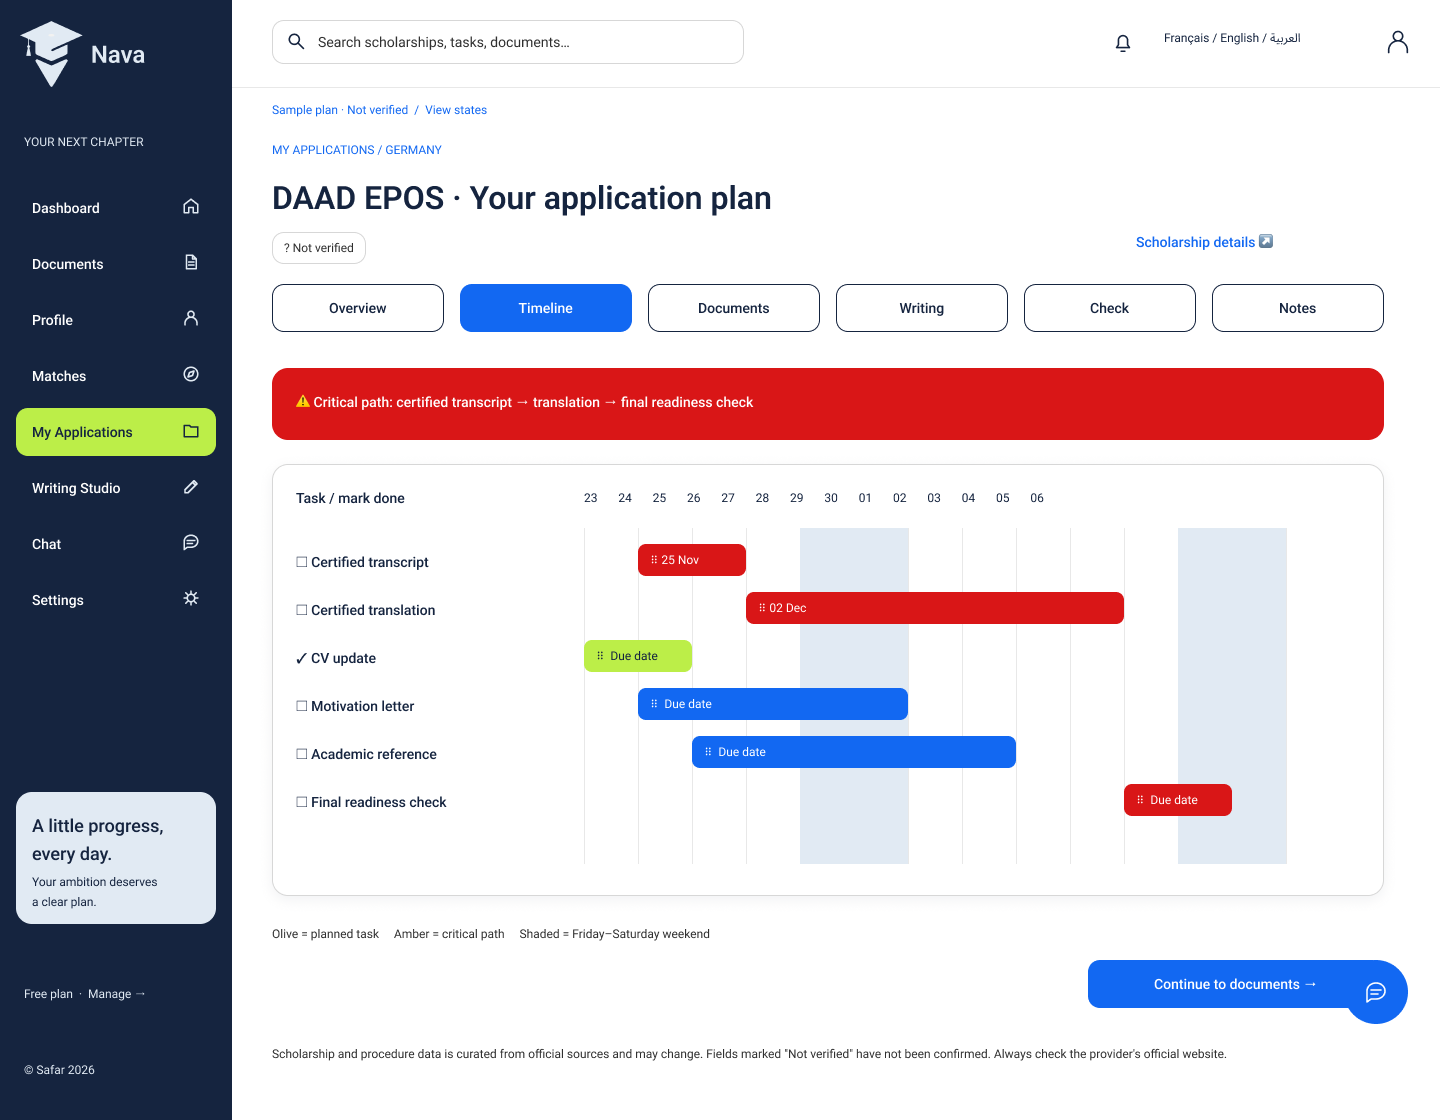 Nava
YOUR NEXT CHAPTER
Dashboard
Documents
Profile
Matches
My Applications
Writing Studio
Chat
Settings
A little progress,
every day.
Your ambition deserves
a clear plan.
Free plan · Manage →
© Safar 2026
Search scholarships, tasks, documents...
Français / English / العربية
Sample plan · Not verified / View states
MY APPLICATIONS / GERMANY
DAAD EPOS · Your application plan
? Not verified
Scholarship details ↗
Overview
Timeline
Documents
Writing
Check
Notes
⚠ Critical path: certified transcript → translation → final readiness check
Task / mark done 23 24 25 26 27 28 29 30 01 02 03 04 05 06
☐ Certified transcript ⠿ 25 Nov
☐ Certified translation ⠿ 02 Dec
✓ CV update ⠿ Due date
☐ Motivation letter ⠿ Due date
☐ Academic reference ⠿ Due date
☐ Final readiness check ⠿ Due date
Olive = planned task Amber = critical path Shaded = Friday–Saturday weekend
Continue to documents →
Scholarship and procedure data is curated from official sources and may change. Fields marked "Not verified" have not been confirmed. Always check the provider's official website.